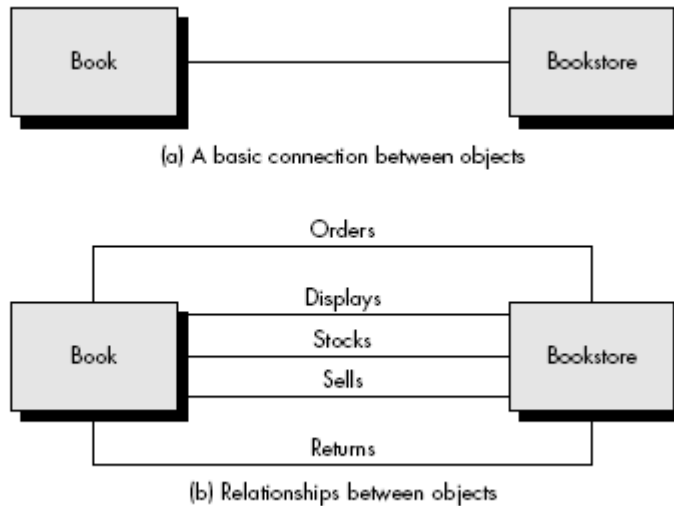 Book
Bookstore
(a) A basic connection between objects
Orders
Displays
Stocks
Sells
Book
Bookstore
Returns
(b) Relationships between objects